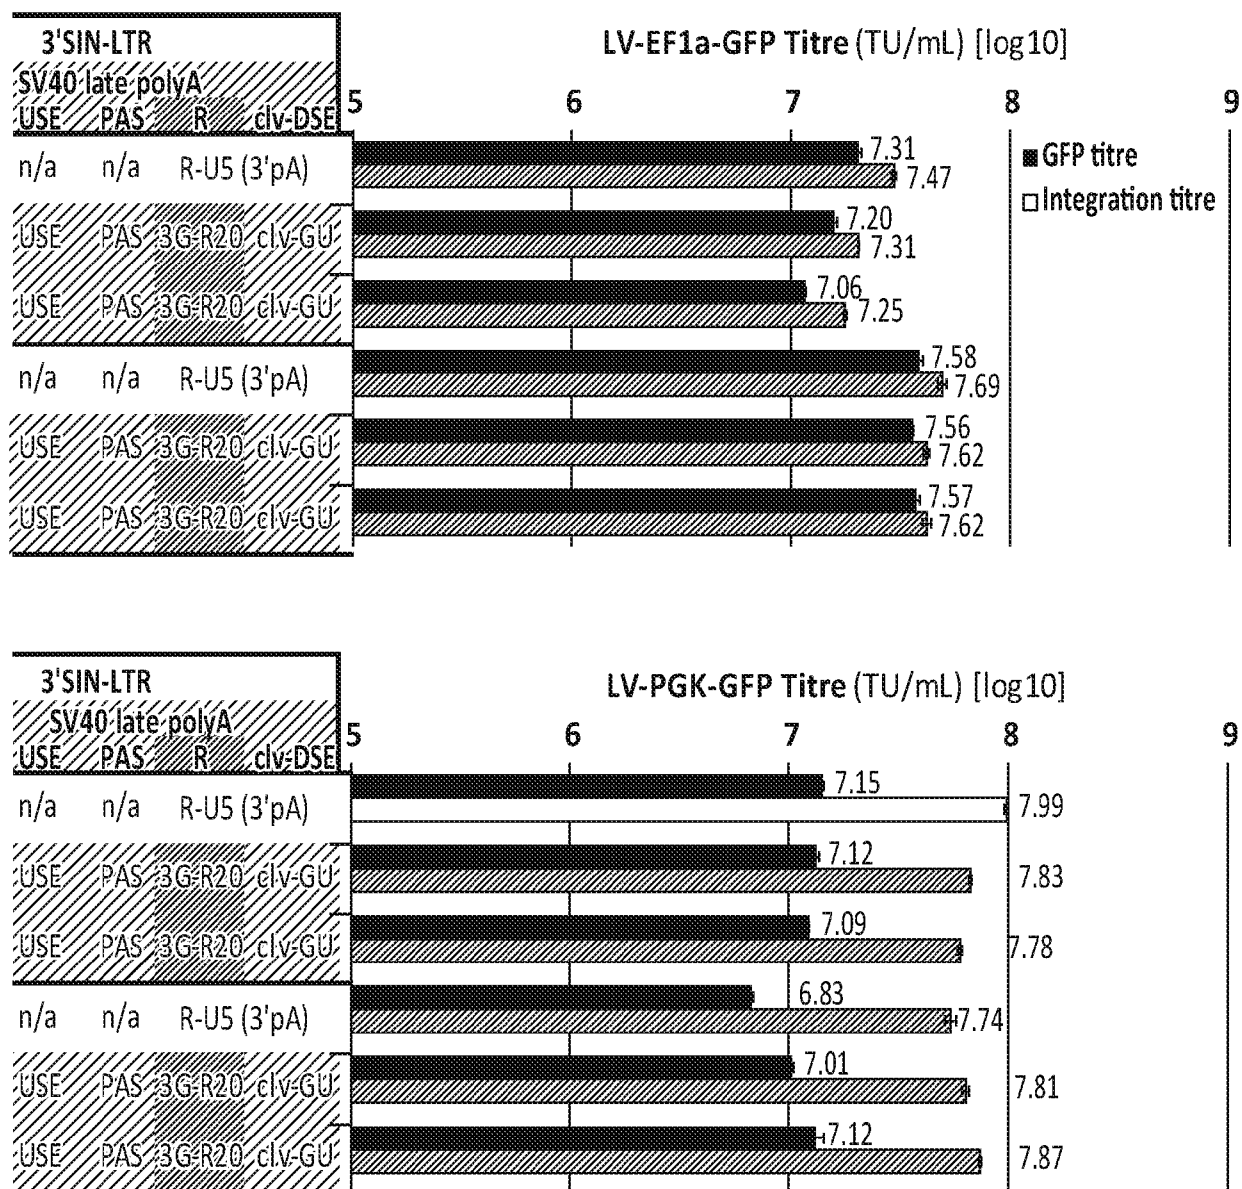 3'SIN-LTR
LV-EF1a-GFP Titre (TU/mL) [log10]
SV40 late polyA
USE PAS R clv-DSE
5 6 7 8 9
n/a n/a R-U5 (3'pA)
7.31
7.47
GFP titre
Integration titre
USE PAS 3G-R20 clv-GU
7.20
7.31
USE PAS 3G-R20 clv-GU
7.06
7.25
n/a n/a R-U5 (3'pA)
7.58
7.69
USE PAS 3G-R20 clv-GU
7.56
7.62
USE PAS 3G-R20 clv-GU
7.57
7.62
3'SIN-LTR
LV-PGK-GFP Titre (TU/mL) [log10]
SV40 late polyA
USE PAS R clv-DSE
5 6 7 8 9
n/a n/a R-U5 (3'pA)
7.15
7.99
USE PAS 3G-R20 clv-GU
7.12
7.83
USE PAS 3G-R20 clv-GU
7.09
7.78
n/a n/a R-U5 (3'pA)
6.83
7.74
USE PAS 3G-R20 clv-GU
7.01
7.81
USE PAS 3G-R20 clv-GU
7.12
7.87